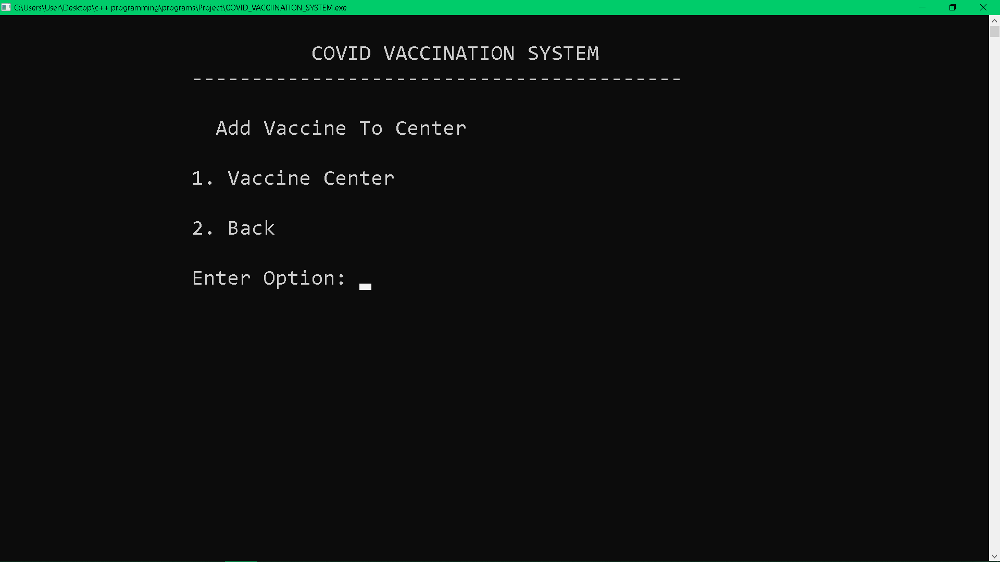 C:\Users\User\Desktop\c++ programming\programs\Project\COVID_VACCIINATION_SYSTEM.exe
COVID VACCINATION SYSTEM
-----------------------------------------
Add Vaccine To Center
1. Vaccine Center
2. Back
Enter Option: